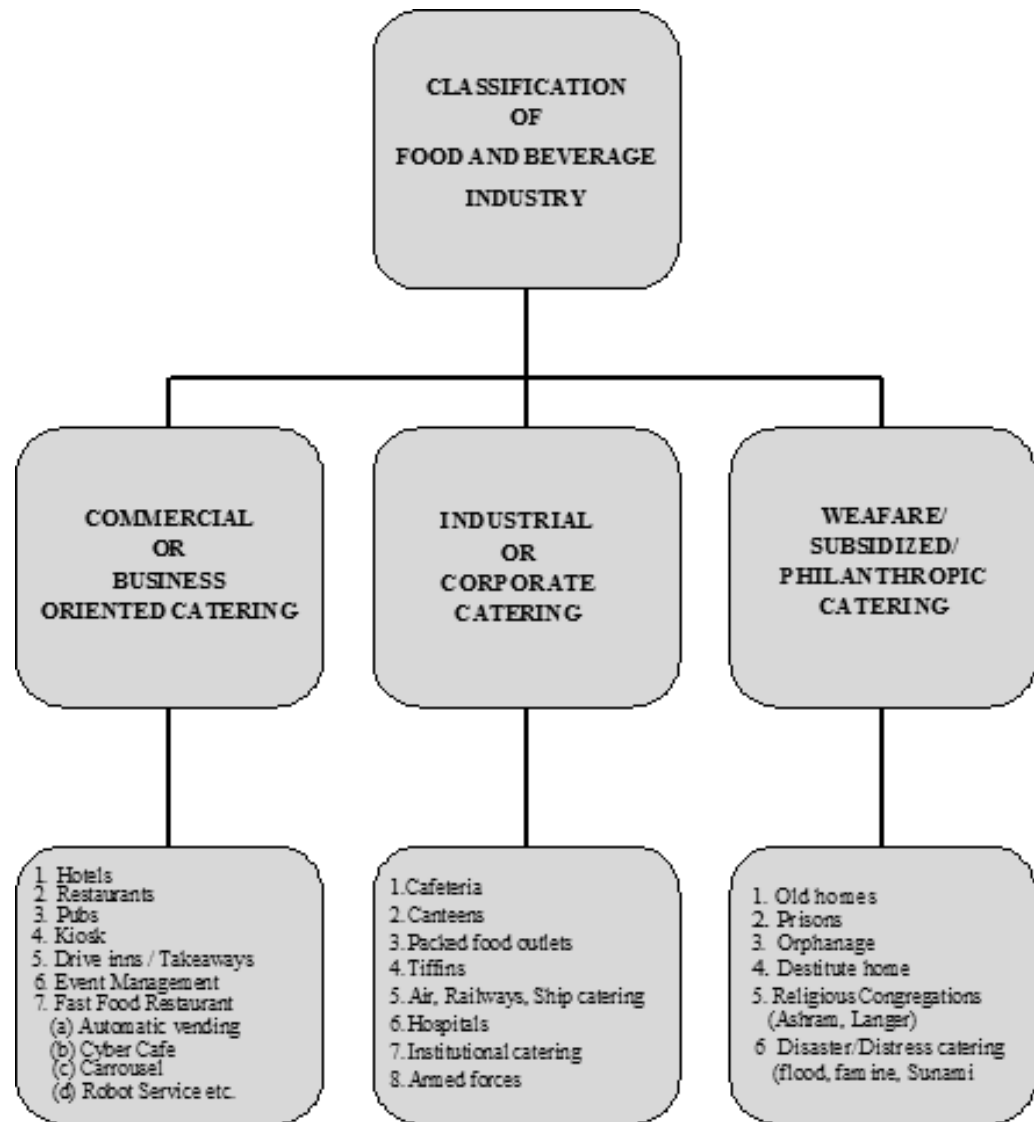 CLASSIFICATION
OF
FOOD AND BEVERAGE
INDUSTRY
COMMERCIAL
OR
BUSINESS
ORIENTED CATERING
INDUSTRIAL
OR
CORPORATE
CATERING
WEAFARE/
SUBSIDIZED/
PHILANTHROPIC
CATERING
1. Hotels
2. Restaurants
3. Pubs
4. Kiosk
5. Drive inns / Takeaways
6. Event Management
7. Fast Food Restaurant
(a) Automatic vending
(b) Cyber Cafe
(c) Carrousel
(d) Robot Service etc.
1.Cafeteria
2.Canteens
3.Packed food outlets
4.Tiffins
5.Air, Railways, Ship catering
6.Hospitals
7.Institutional catering
8.Armed forces
1. Old homes
2. Prisons
3. Orphanage
4. Destitute home
5. Religious Congregations
(Ashram, Langer)
6 Disaster/Distress catering
(flood, famine, Sunami